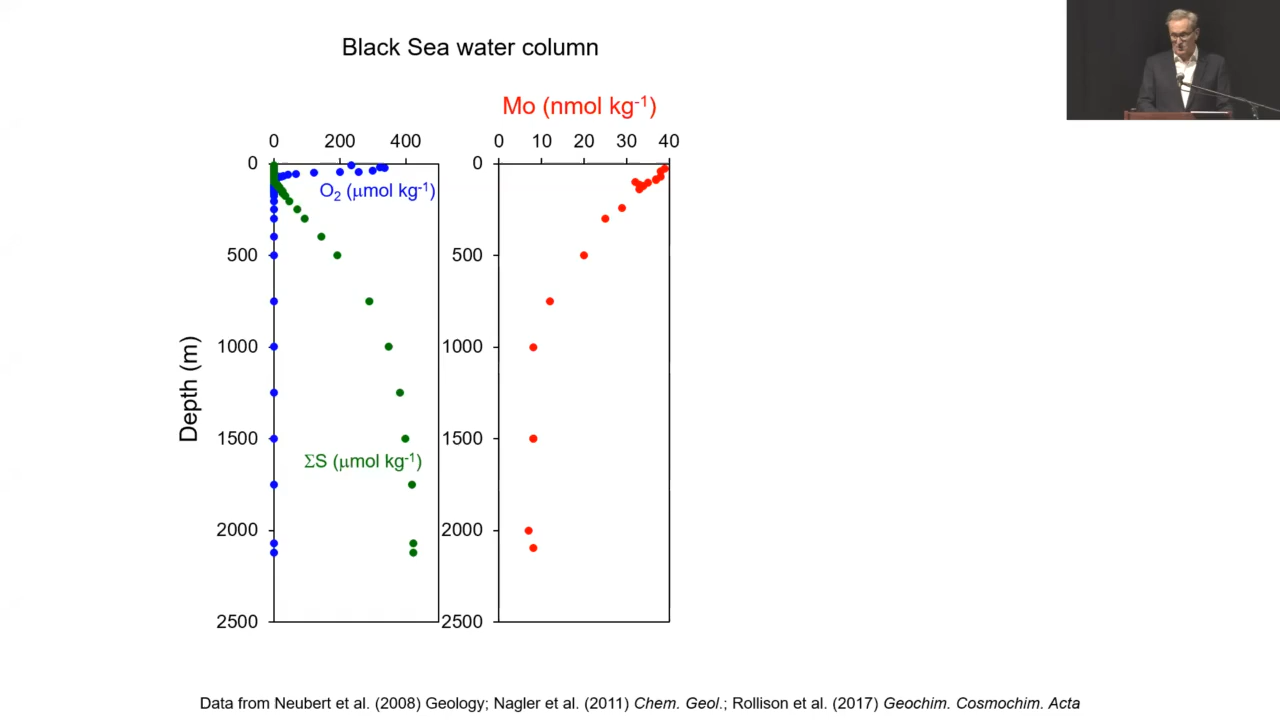 Black Sea water column
Mo (nmol kg-1)
0 200 400
0 10 20 30 40
0
500
1000
1500
2000
2500
Depth (m)
O2 (μmol kg-1)
ΣS (μmol kg-1)
0
500
1000
1500
2000
2500
Data from Neubert et al. (2008) Geology; Nagler et al. (2011) Chem. Geol.; Rollison et al. (2017) Geochim. Cosmochim. Acta